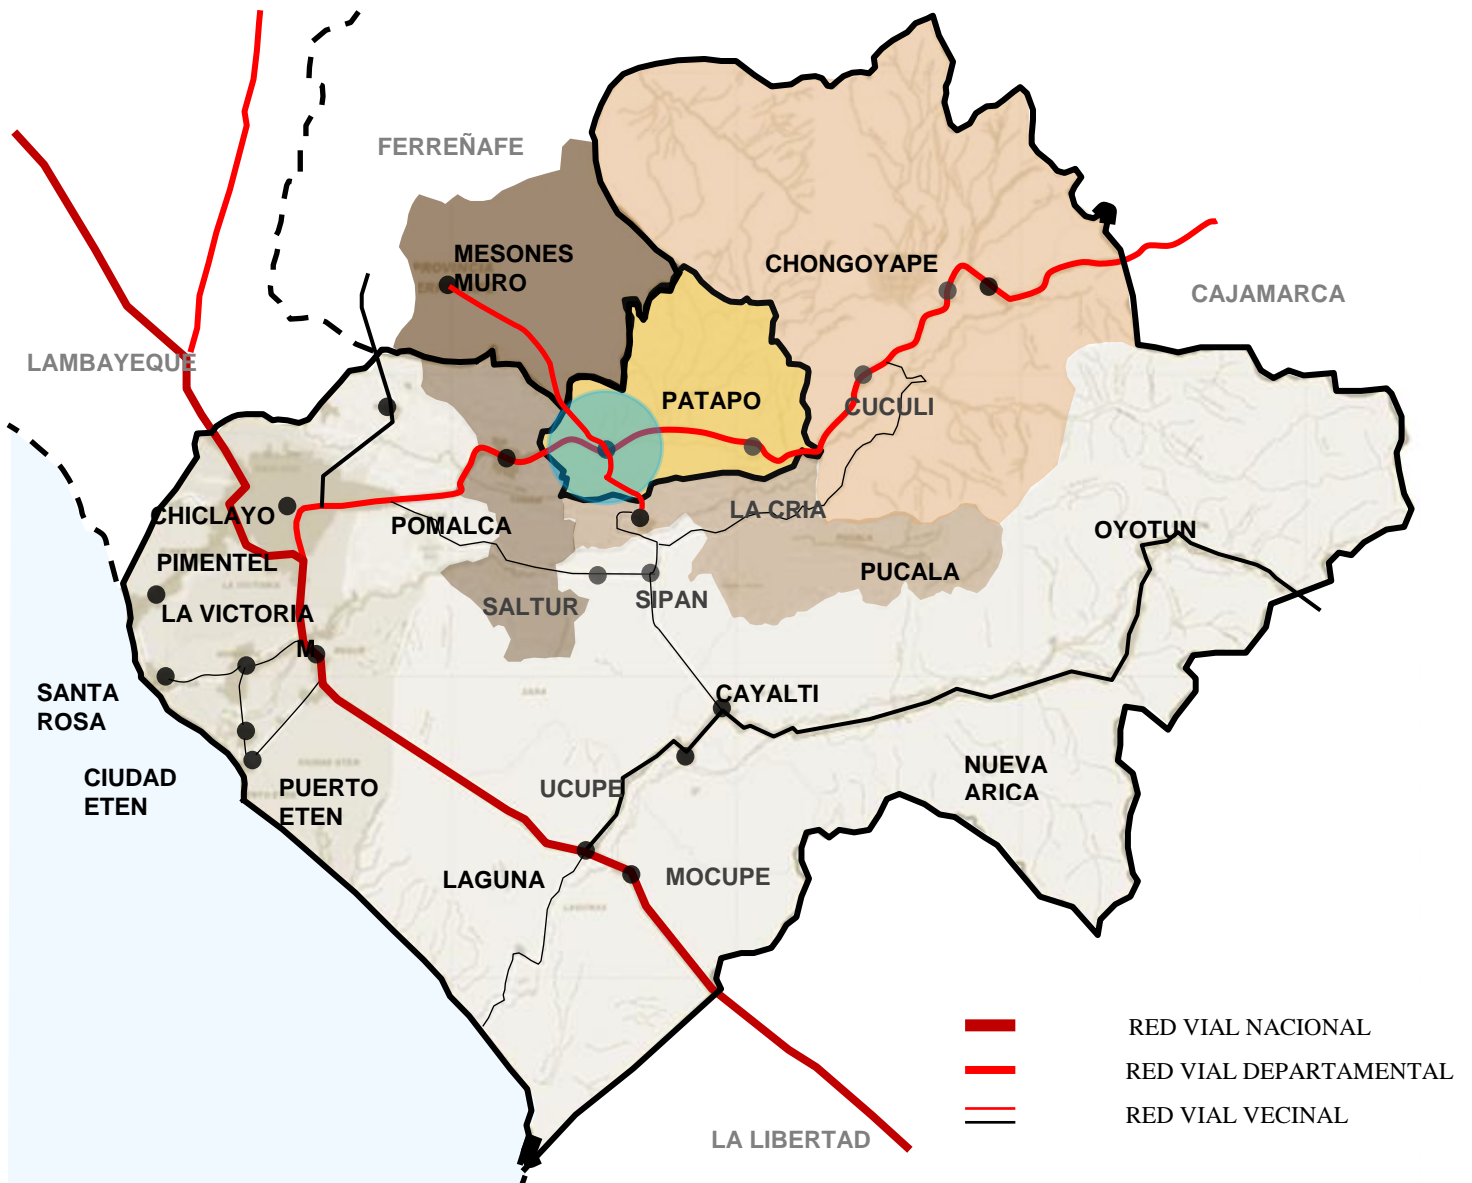 FERREÑAFE
MESONES
MURO
CHONGOYAPE
CAJAMARCA
LAMBAYEQUE
PATAPO
CUCULI
CHICLAYO
POMALCA
LA CRIA
OYOTUN
PIMENTEL
PUCALA
LA VICTORIA
SALTUR
SIPAN
M
SANTA
ROSA
CAYALTI
CIUDAD
ETEN
PUERTO
ETEN
UCUPE
NUEVA
ARICA
LAGUNA
MOCUPE
LA LIBERTAD
RED VIAL NACIONAL
RED VIAL DEPARTAMENTAL
RED VIAL VECINAL